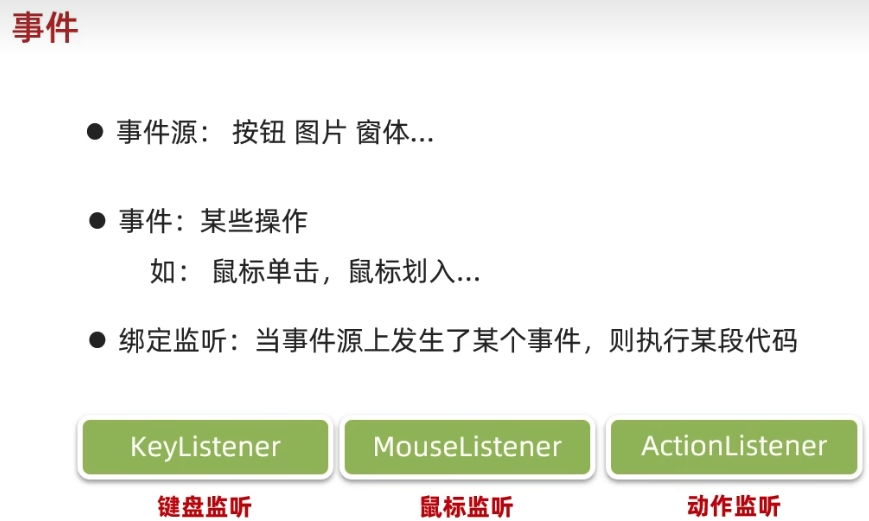 事件
● 事件源： 按钮 图片 窗体...
● 事件：某些操作
如： 鼠标单击，鼠标划入...
● 绑定监听：当事件源上发生了某个事件，则执行某段代码
KeyListener MouseListener ActionListener
键盘监听 鼠标监听 动作监听